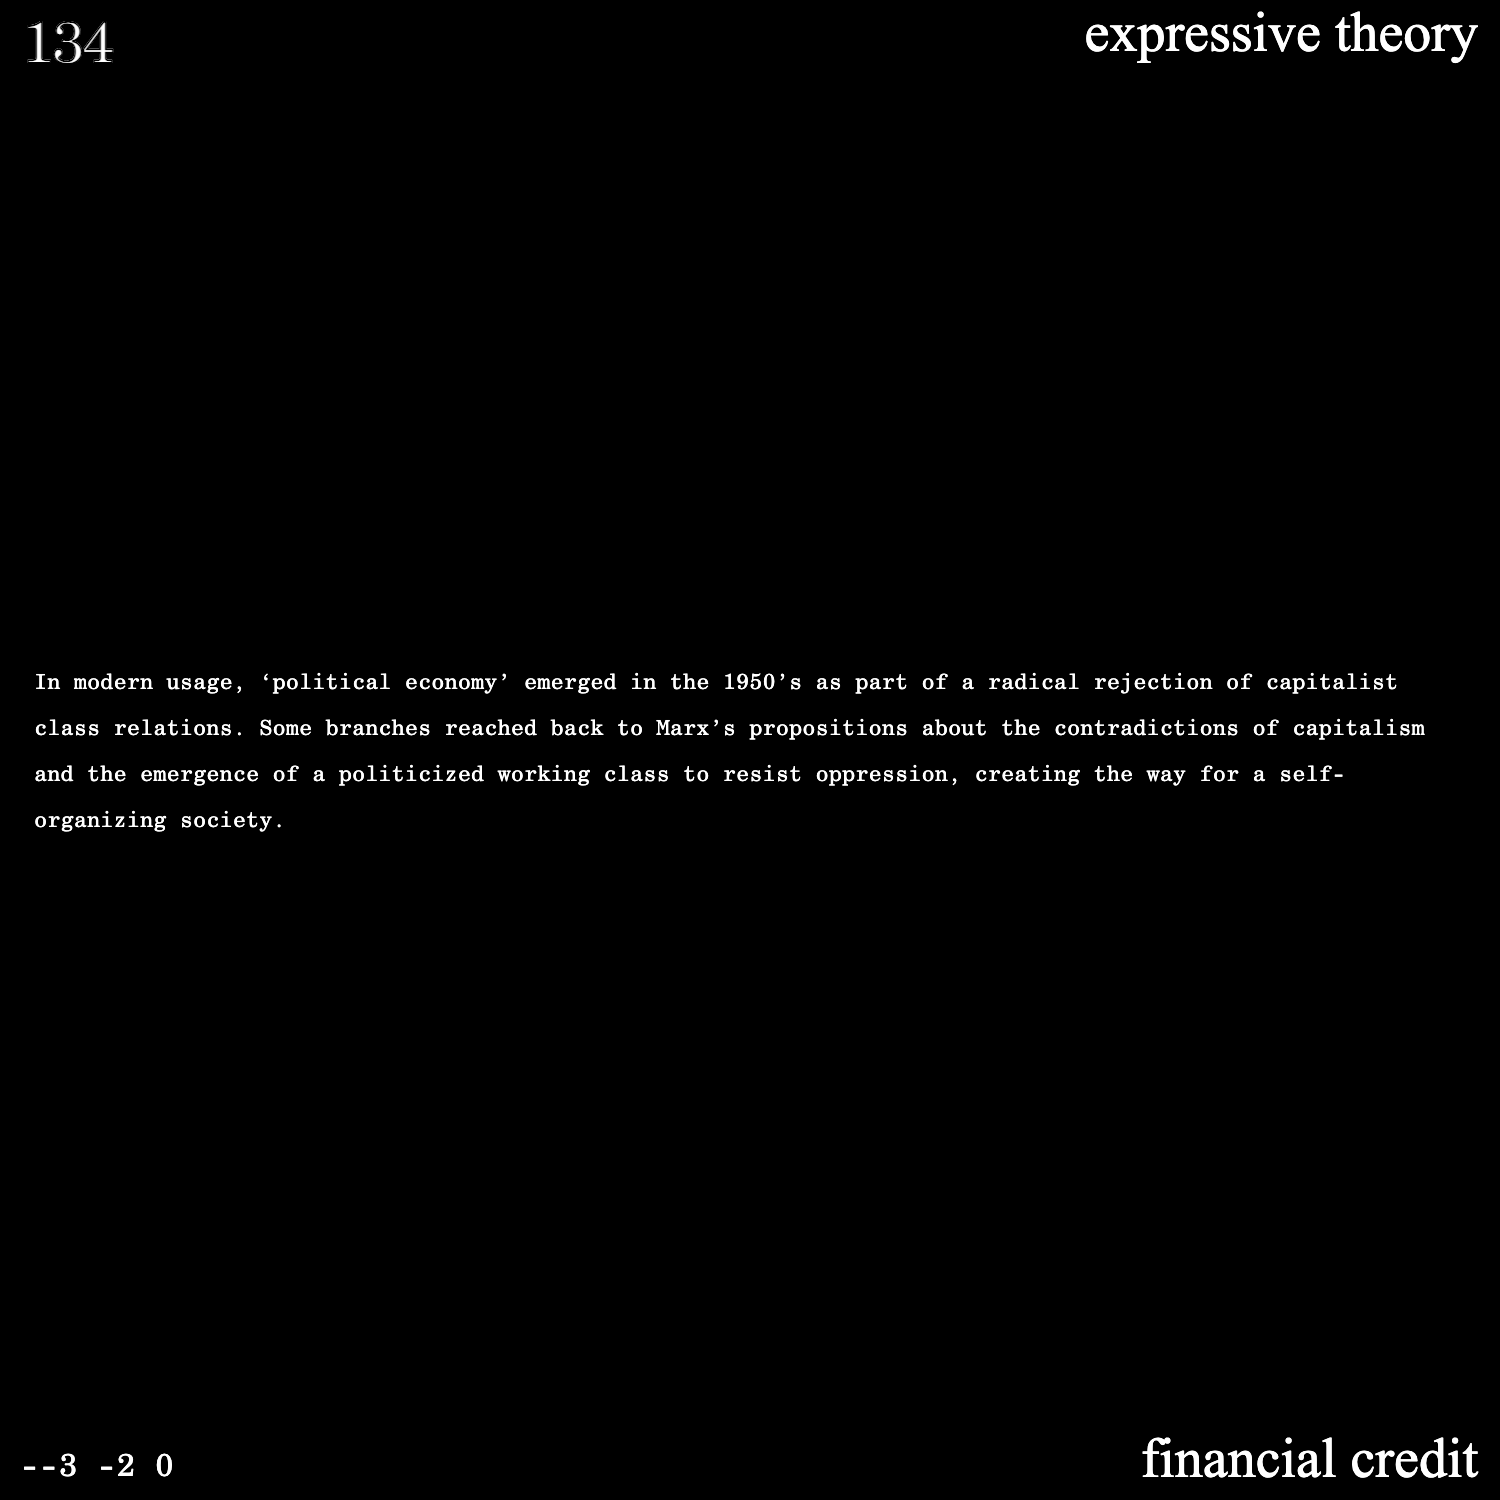 134
expressive theory
In modern usage, ‘political economy’ emerged in the 1950’s as part of a radical rejection of capitalist
class relations. Some branches reached back to Marx’s propositions about the contradictions of capitalism
and the emergence of a politicized working class to resist oppression, creating the way for a self-
organizing society.
--3 -2 0
financial credit